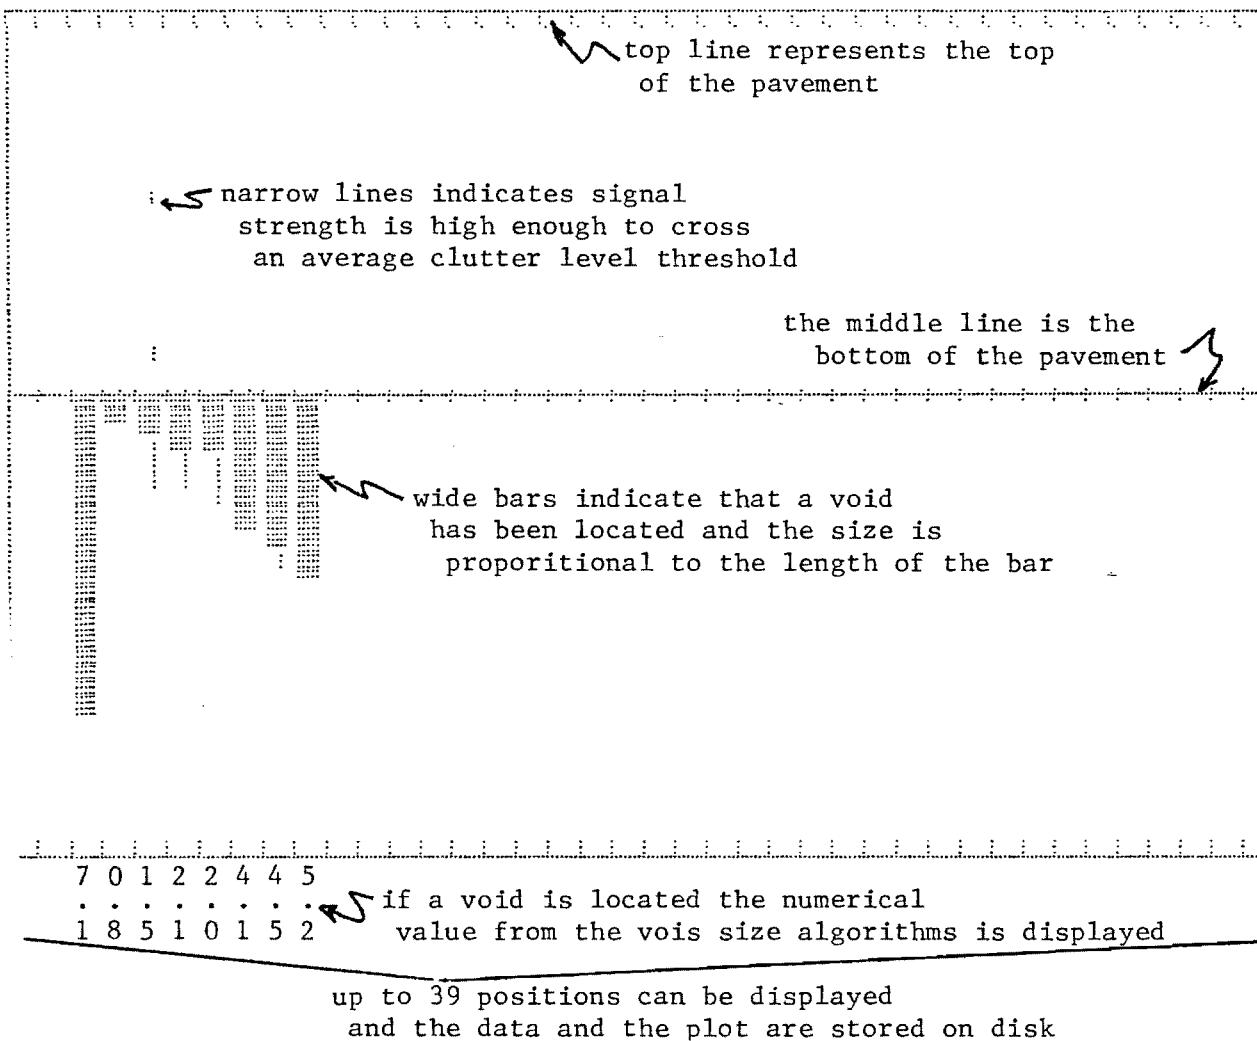 top line represents the top
of the pavement
narrow lines indicates signal
strength is high enough to cross
an average clutter level threshold
the middle line is the
bottom of the pavement
wide bars indicate that a void
has been located and the size is
proporitional to the length of the bar
7 0 1 2 2 4 4 5
. . . . . . . .
1 8 5 1 0 1 5 2
if a void is located the numerical
value from the vois size algorithms is displayed
up to 39 positions can be displayed
and the data and the plot are stored on disk